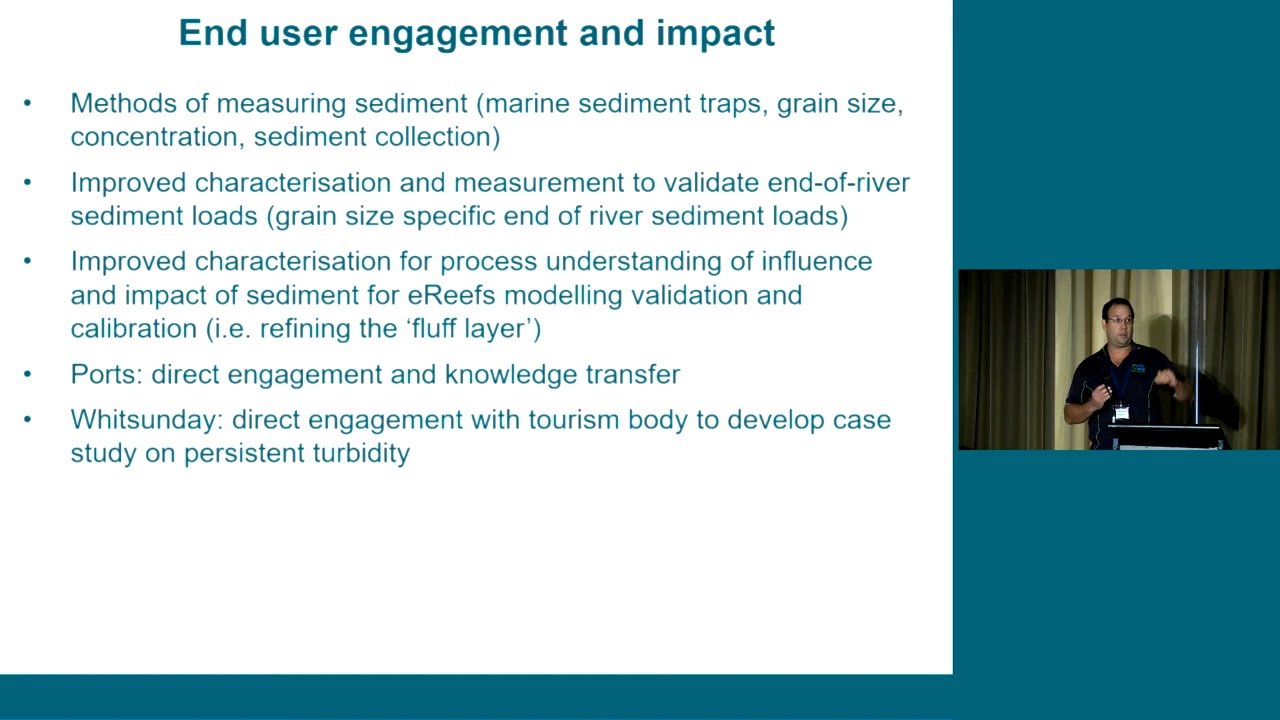 End user engagement and impact
• Methods of measuring sediment (marine sediment traps, grain size,
concentration, sediment collection)
• Improved characterisation and measurement to validate end-of-river
sediment loads (grain size specific end of river sediment loads)
• Improved characterisation for process understanding of influence
and impact of sediment for eReefs modelling validation and
calibration (i.e. refining the ‘fluff layer’)
• Ports: direct engagement and knowledge transfer
• Whitsunday: direct engagement with tourism body to develop case
study on persistent turbidity